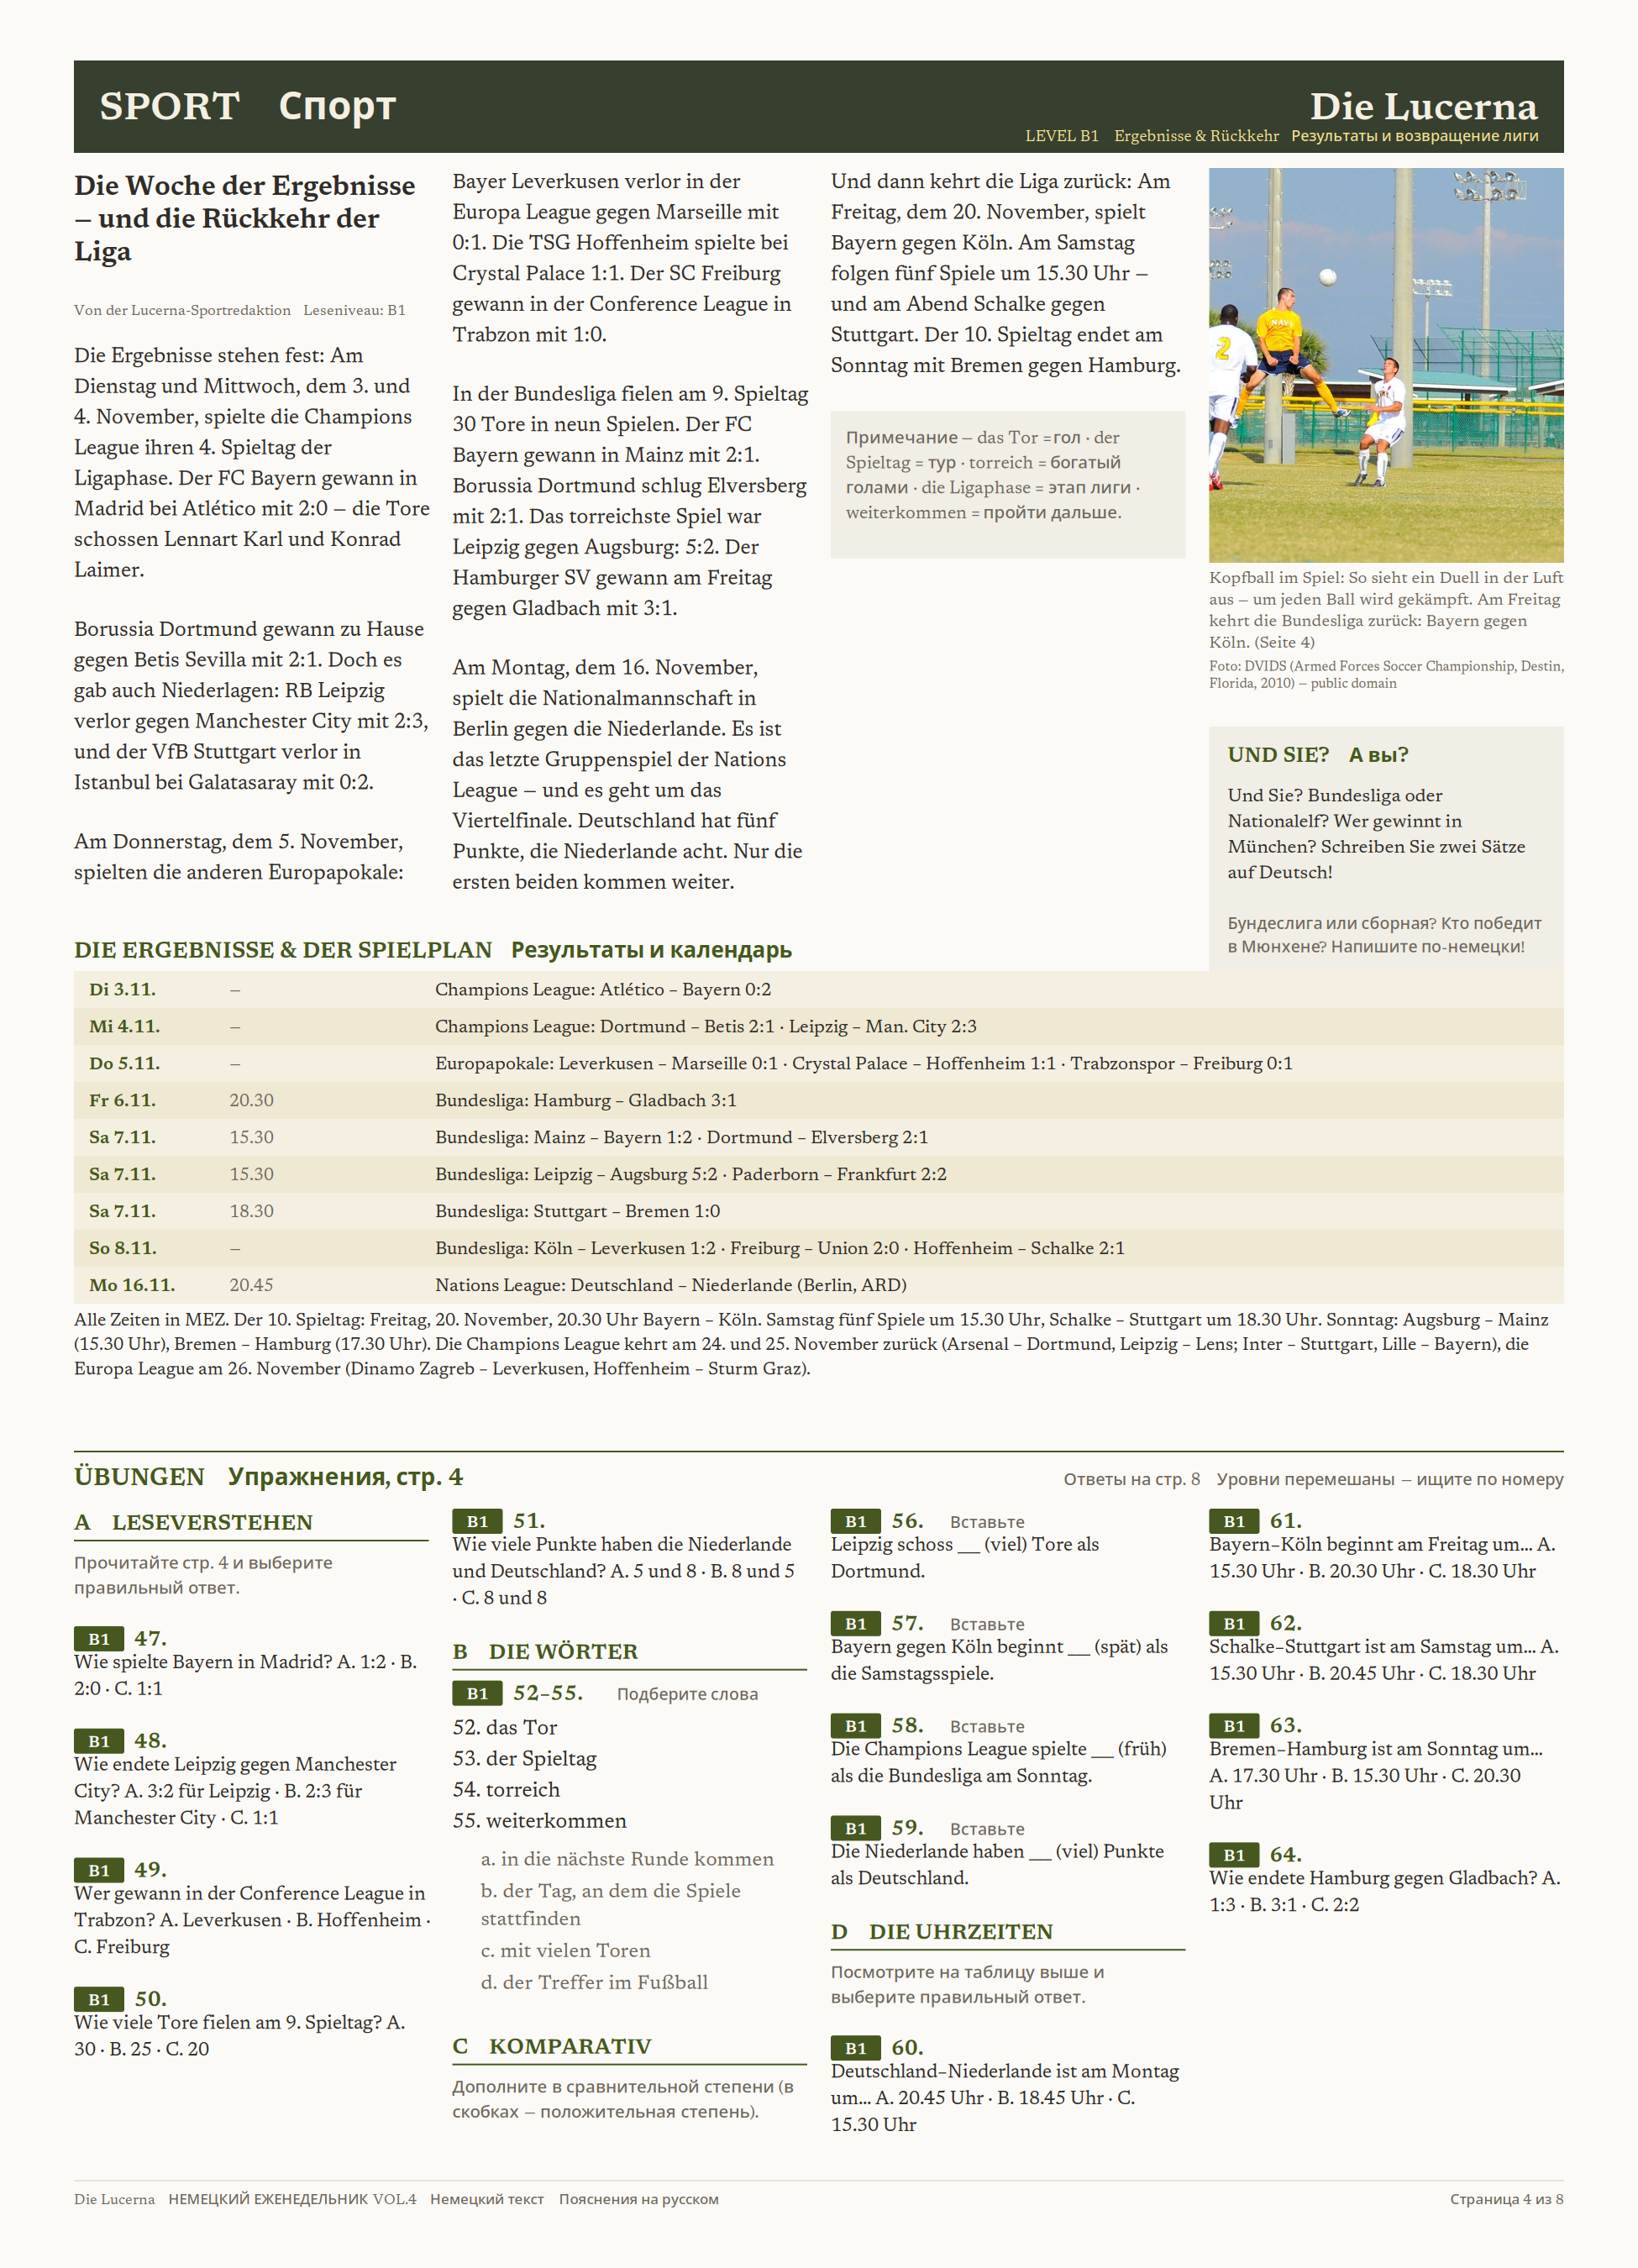 SPORT Спорт
Die Lucerna
LEVEL B1 Ergebnisse & Rückkehr Результаты и возвращение лиги
Die Woche der Ergebnisse
– und die Rückkehr der
Liga
Von der Lucerna-Sportredaktion Leseniveau: B1
Die Ergebnisse stehen fest: Am
Dienstag und Mittwoch, dem 3. und
4. November, spielte die Champions
League ihren 4. Spieltag der
Ligaphase. Der FC Bayern gewann in
Madrid bei Atlético mit 2:0 – die Tore
schossen Lennart Karl und Konrad
Laimer.
Borussia Dortmund gewann zu Hause
gegen Betis Sevilla mit 2:1. Doch es
gab auch Niederlagen: RB Leipzig
verlor gegen Manchester City mit 2:3,
und der VfB Stuttgart verlor in
Istanbul bei Galatasaray mit 0:2.
Am Donnerstag, dem 5. November,
spielten die anderen Europapokale:
Bayer Leverkusen verlor in der
Europa League gegen Marseille mit
0:1. Die TSG Hoffenheim spielte bei
Crystal Palace 1:1. Der SC Freiburg
gewann in der Conference League in
Trabzon mit 1:0.
In der Bundesliga fielen am 9. Spieltag
30 Tore in neun Spielen. Der FC
Bayern gewann in Mainz mit 2:1.
Borussia Dortmund schlug Elversberg
mit 2:1. Das torreichste Spiel war
Leipzig gegen Augsburg: 5:2. Der
Hamburger SV gewann am Freitag
gegen Gladbach mit 3:1.
Am Montag, dem 16. November,
spielt die Nationalmannschaft in
Berlin gegen die Niederlande. Es ist
das letzte Gruppenspiel der Nations
League – und es geht um das
Viertelfinale. Deutschland hat fünf
Punkte, die Niederlande acht. Nur die
ersten beiden kommen weiter.
Und dann kehrt die Liga zurück: Am
Freitag, dem 20. November, spielt
Bayern gegen Köln. Am Samstag
folgen fünf Spiele um 15.30 Uhr –
und am Abend Schalke gegen
Stuttgart. Der 10. Spieltag endet am
Sonntag mit Bremen gegen Hamburg.
Примечание – das Tor = гол · der
Spieltag = тур · torreich = богатый
голами · die Ligaphase = этап лиги ·
weiterkommen = пройти дальше.
NAVY
2
Kopfball im Spiel: So sieht ein Duell in der Luft
aus – um jeden Ball wird gekämpft. Am Freitag
kehrt die Bundesliga zurück: Bayern gegen
Köln. (Seite 4)
Foto: DVIDS (Armed Forces Soccer Championship, Destin,
Florida, 2010) – public domain
UND SIE? А вы?
Und Sie? Bundesliga oder
Nationalelf? Wer gewinnt in
München? Schreiben Sie zwei Sätze
auf Deutsch!
Бундеслига или сборная? Кто победит
в Мюнхене? Напишите по-немецки!
DIE ERGEBNISSE & DER SPIELPLAN Результаты и календарь
Di 3.11. – Champions League: Atlético – Bayern 0:2
Mi 4.11. – Champions League: Dortmund – Betis 2:1 · Leipzig – Man. City 2:3
Do 5.11. – Europapokale: Leverkusen – Marseille 0:1 · Crystal Palace – Hoffenheim 1:1 · Trabzonspor – Freiburg 0:1
Fr 6.11. 20.30 Bundesliga: Hamburg – Gladbach 3:1
Sa 7.11. 15.30 Bundesliga: Mainz – Bayern 1:2 · Dortmund – Elversberg 2:1
Sa 7.11. 15.30 Bundesliga: Leipzig – Augsburg 5:2 · Paderborn – Frankfurt 2:2
Sa 7.11. 18.30 Bundesliga: Stuttgart – Bremen 1:0
So 8.11. – Bundesliga: Köln – Leverkusen 1:2 · Freiburg – Union 2:0 · Hoffenheim – Schalke 2:1
Mo 16.11. 20.45 Nations League: Deutschland – Niederlande (Berlin, ARD)
Alle Zeiten in MEZ. Der 10. Spieltag: Freitag, 20. November, 20.30 Uhr Bayern – Köln. Samstag fünf Spiele um 15.30 Uhr, Schalke – Stuttgart um 18.30 Uhr. Sonntag: Augsburg – Mainz
(15.30 Uhr), Bremen – Hamburg (17.30 Uhr). Die Champions League kehrt am 24. und 25. November zurück (Arsenal – Dortmund, Leipzig – Lens; Inter – Stuttgart, Lille – Bayern), die
Europa League am 26. November (Dinamo Zagreb – Leverkusen, Hoffenheim – Sturm Graz).
ÜBUNGEN Упражнения, стр. 4
Ответы на стр. 8 Уровни перемешаны – ищите по номеру
A LESEVERSTEHEN
Прочитайте стр. 4 и выберите
правильный ответ.
B1 47.
Wie spielte Bayern in Madrid? A. 1:2 · B.
2:0 · C. 1:1
B1 48.
Wie endete Leipzig gegen Manchester
City? A. 3:2 für Leipzig · B. 2:3 für
Manchester City · C. 1:1
B1 49.
Wer gewann in der Conference League in
Trabzon? A. Leverkusen · B. Hoffenheim ·
C. Freiburg
B1 50.
Wie viele Tore fielen am 9. Spieltag? A.
30 · B. 25 · C. 20
B1 51.
Wie viele Punkte haben die Niederlande
und Deutschland? A. 5 und 8 · B. 8 und 5
· C. 8 und 8
B DIE WÖRTER
B1 52–55. Подберите слова
52. das Tor
53. der Spieltag
54. torreich
55. weiterkommen
a. in die nächste Runde kommen
b. der Tag, an dem die Spiele
stattfinden
c. mit vielen Toren
d. der Treffer im Fußball
C KOMPARATIV
Дополните в сравнительной степени (в
скобках – положительная степень).
B1 56. Вставьте
Leipzig schoss ___ (viel) Tore als
Dortmund.
B1 57. Вставьте
Bayern gegen Köln beginnt ___ (spät) als
die Samstagsspiele.
B1 58. Вставьте
Die Champions League spielte ___ (früh)
als die Bundesliga am Sonntag.
B1 59. Вставьте
Die Niederlande haben ___ (viel) Punkte
als Deutschland.
D DIE UHRZEITEN
Посмотрите на таблицу выше и
выберите правильный ответ.
B1 60.
Deutschland–Niederlande ist am Montag
um… A. 20.45 Uhr · B. 18.45 Uhr · C.
15.30 Uhr
B1 61.
Bayern–Köln beginnt am Freitag um… A.
15.30 Uhr · B. 20.30 Uhr · C. 18.30 Uhr
B1 62.
Schalke–Stuttgart ist am Samstag um… A.
15.30 Uhr · B. 20.45 Uhr · C. 18.30 Uhr
B1 63.
Bremen–Hamburg ist am Sonntag um…
A. 17.30 Uhr · B. 15.30 Uhr · C. 20.30
Uhr
B1 64.
Wie endete Hamburg gegen Gladbach? A.
1:3 · B. 3:1 · C. 2:2
Die Lucerna НЕМЕЦКИЙ ЕЖЕНЕДЕЛЬНИК VOL.4 Немецкий текст Пояснения на русском
Страница 4 из 8